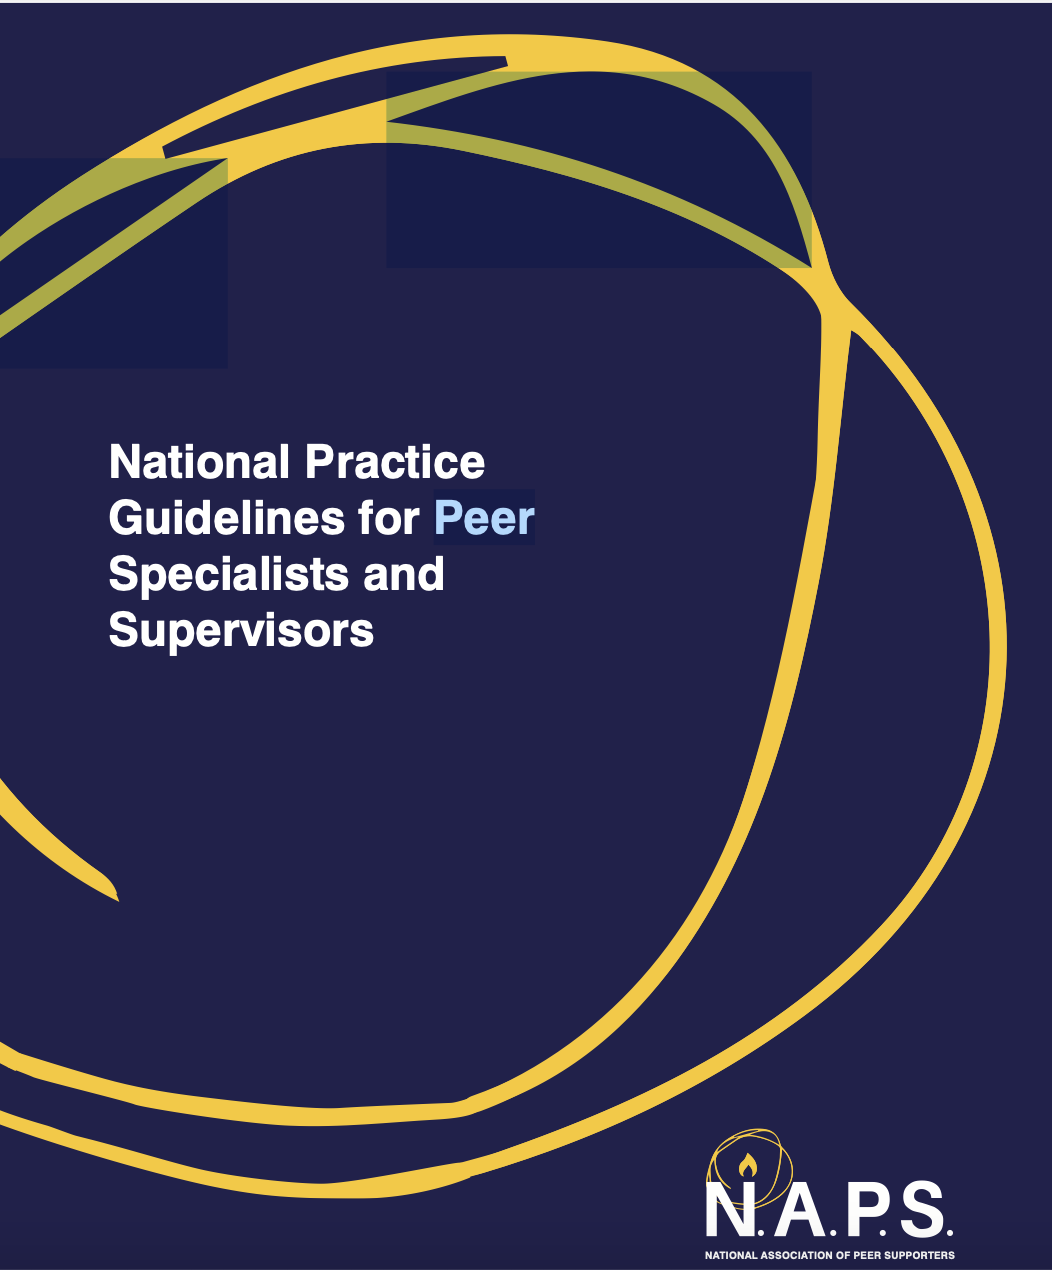 National Practice
Guidelines for Peer
Specialists and
Supervisors
N.A.P.S.
NATIONAL ASSOCIATION OF PEER SUPPORTERS